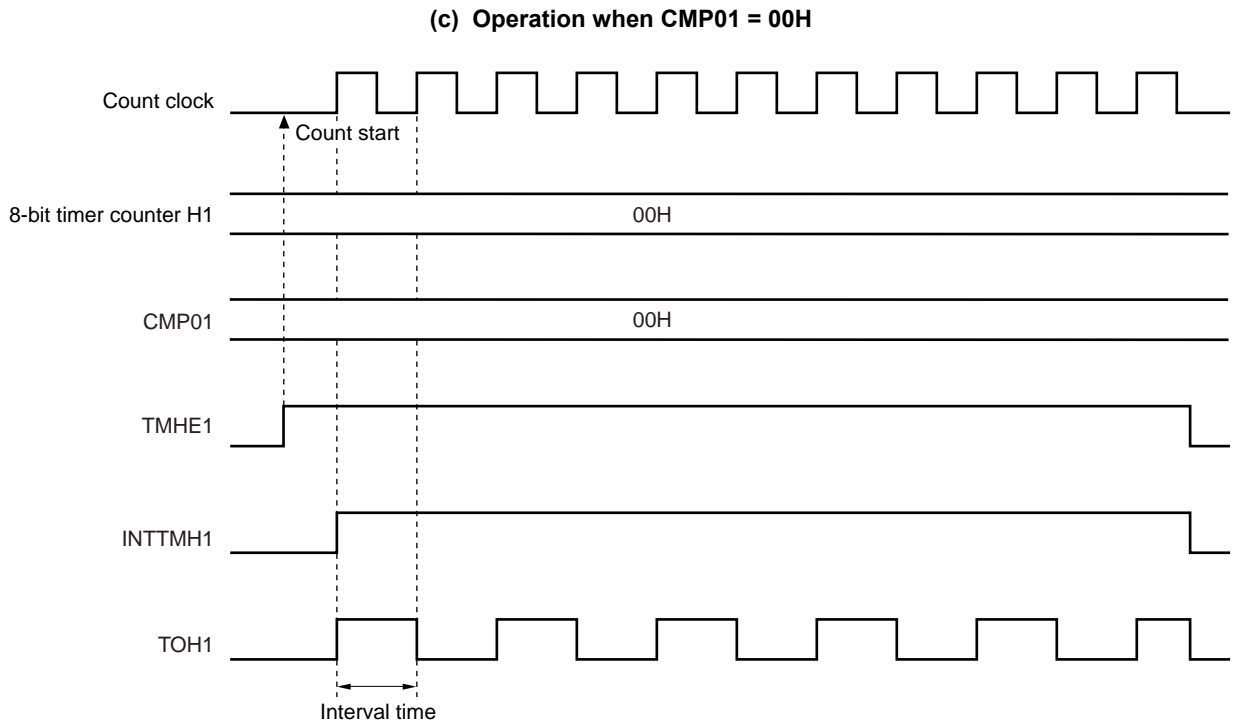 (c) Operation when CMP01 = 00H
Count clock
Count start
8-bit timer counter H1
00H
CMP01
00H
TMHE1
INTTMH1
TOH1
Interval time